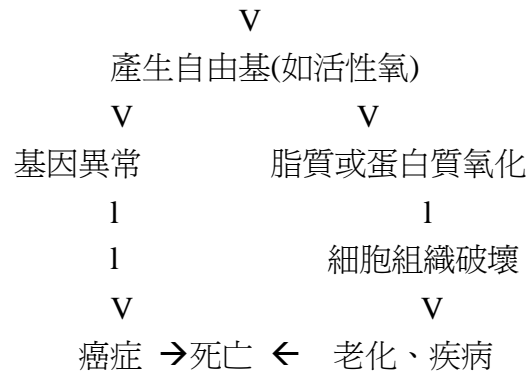 V
產生自由基(如活性氧)
V V
基因異常 脂質或蛋白質氧化
l l
l 細胞組織破壞
V V
癌症 →死亡 ← 老化、疾病